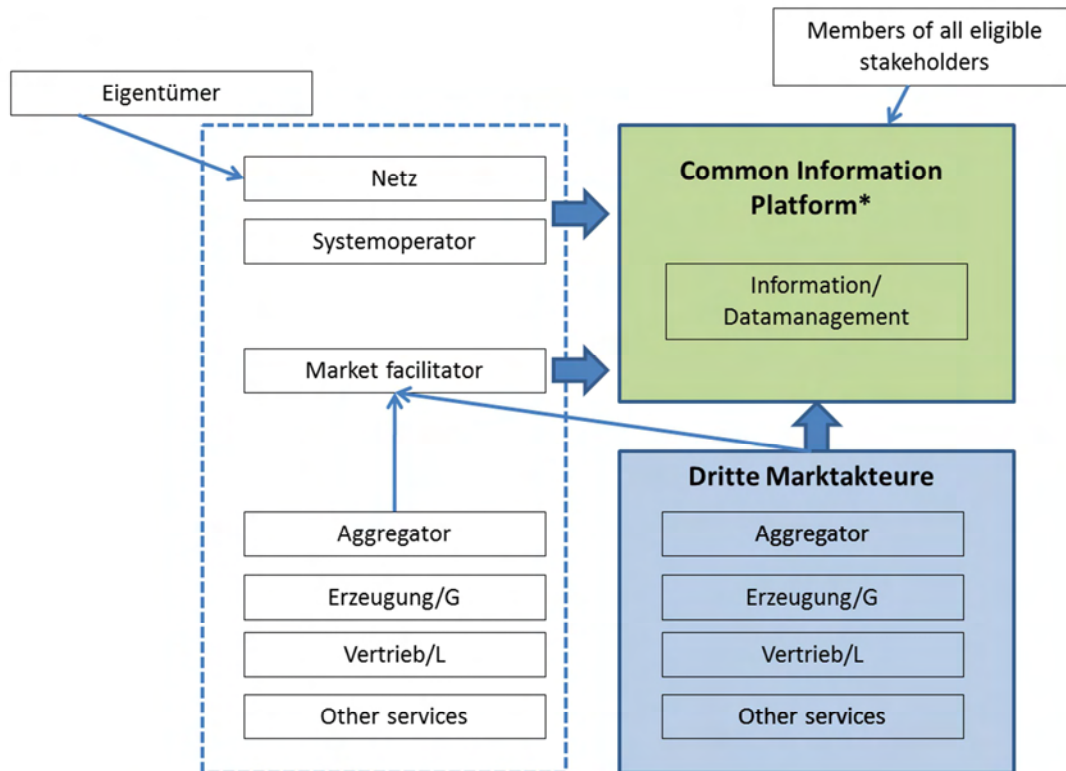 Members of all eligible
stakeholders
Eigentümer
Netz
Systemoperator
Market facilitator
Aggregator
Erzeugung/G
Vertrieb/L
Other services
Common Information
Platform*
Information/
Datamanagement
Dritte Marktakteure
Aggregator
Erzeugung/G
Vertrieb/L
Other services